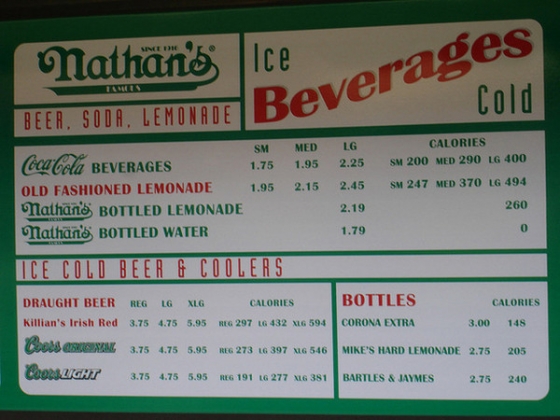 SINCE 1916
Nathan's®
FAMOUS
BEER, SODA, LEMONADE
Ice
Beverages
Cold
SM MED LG CALORIES
Coca-Cola BEVERAGES 1.75 1.95 2.25 SM 200 MED 290 LG 400
OLD FASHIONED LEMONADE 1.95 2.15 2.45 SM 247 MED 370 LG 494
Nathan's BOTTLED LEMONADE 2.19 260
Nathan's BOTTLED WATER 1.79 0
ICE COLD BEER & COOLERS
DRAUGHT BEER REG LG XLG CALORIES
Killian's Irish Red 3.75 4.75 5.95 REG 297 LG 432 XLG 594
Coors ORIGINAL 3.75 4.75 5.95 REG 273 LG 397 XLG 546
Coors LIGHT 3.75 4.75 5.95 REG 191 LG 277 XLG 381
BOTTLES CALORIES
CORONA EXTRA 3.00 148
MIKE'S HARD LEMONADE 2.75 205
BARTLES & JAYMES 2.75 240